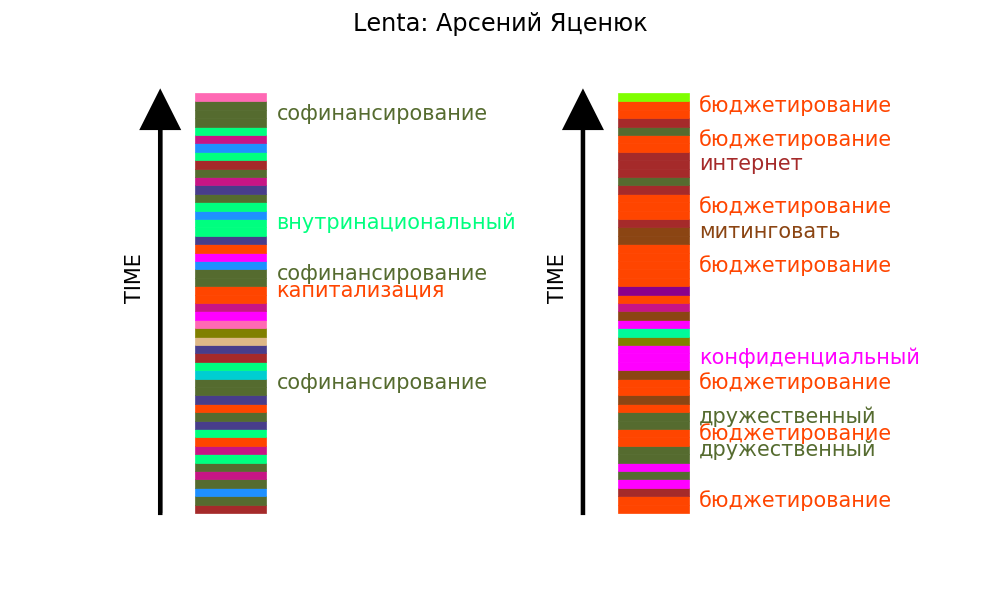 Lenta: Арсений Яценюк
TIME
софинансирование
внутринациональный
софинансирование
капитализация
софинансирование
TIME
бюджетирование
бюджетирование
интернет
бюджетирование
митинговать
бюджетирование
конфиденциальный
бюджетирование
дружественный
бюджетирование
дружественный
бюджетирование